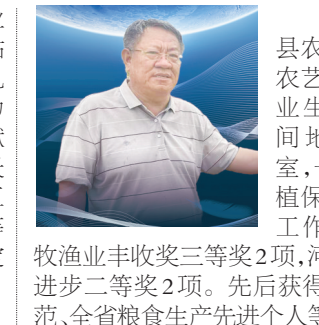 县农
农艺
业生
间地
室,
植保
工作
牧渔业丰收奖三等奖2项,河
进步二等奖2项。先后获得
范、全省粮食生产先进个人等